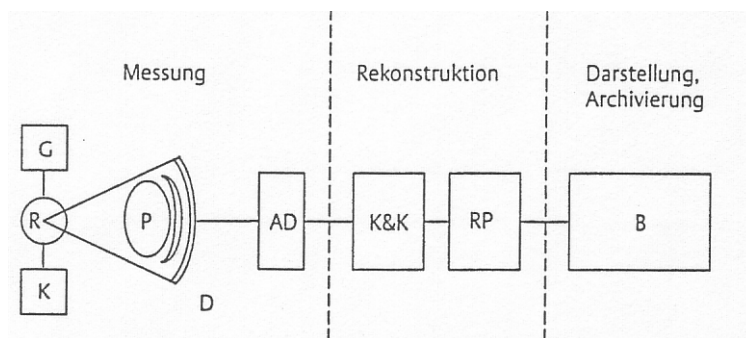 Messung
Rekonstruktion
Darstellung,
Archivierung
G
R
P
AD
K&K
RP
B
K
D